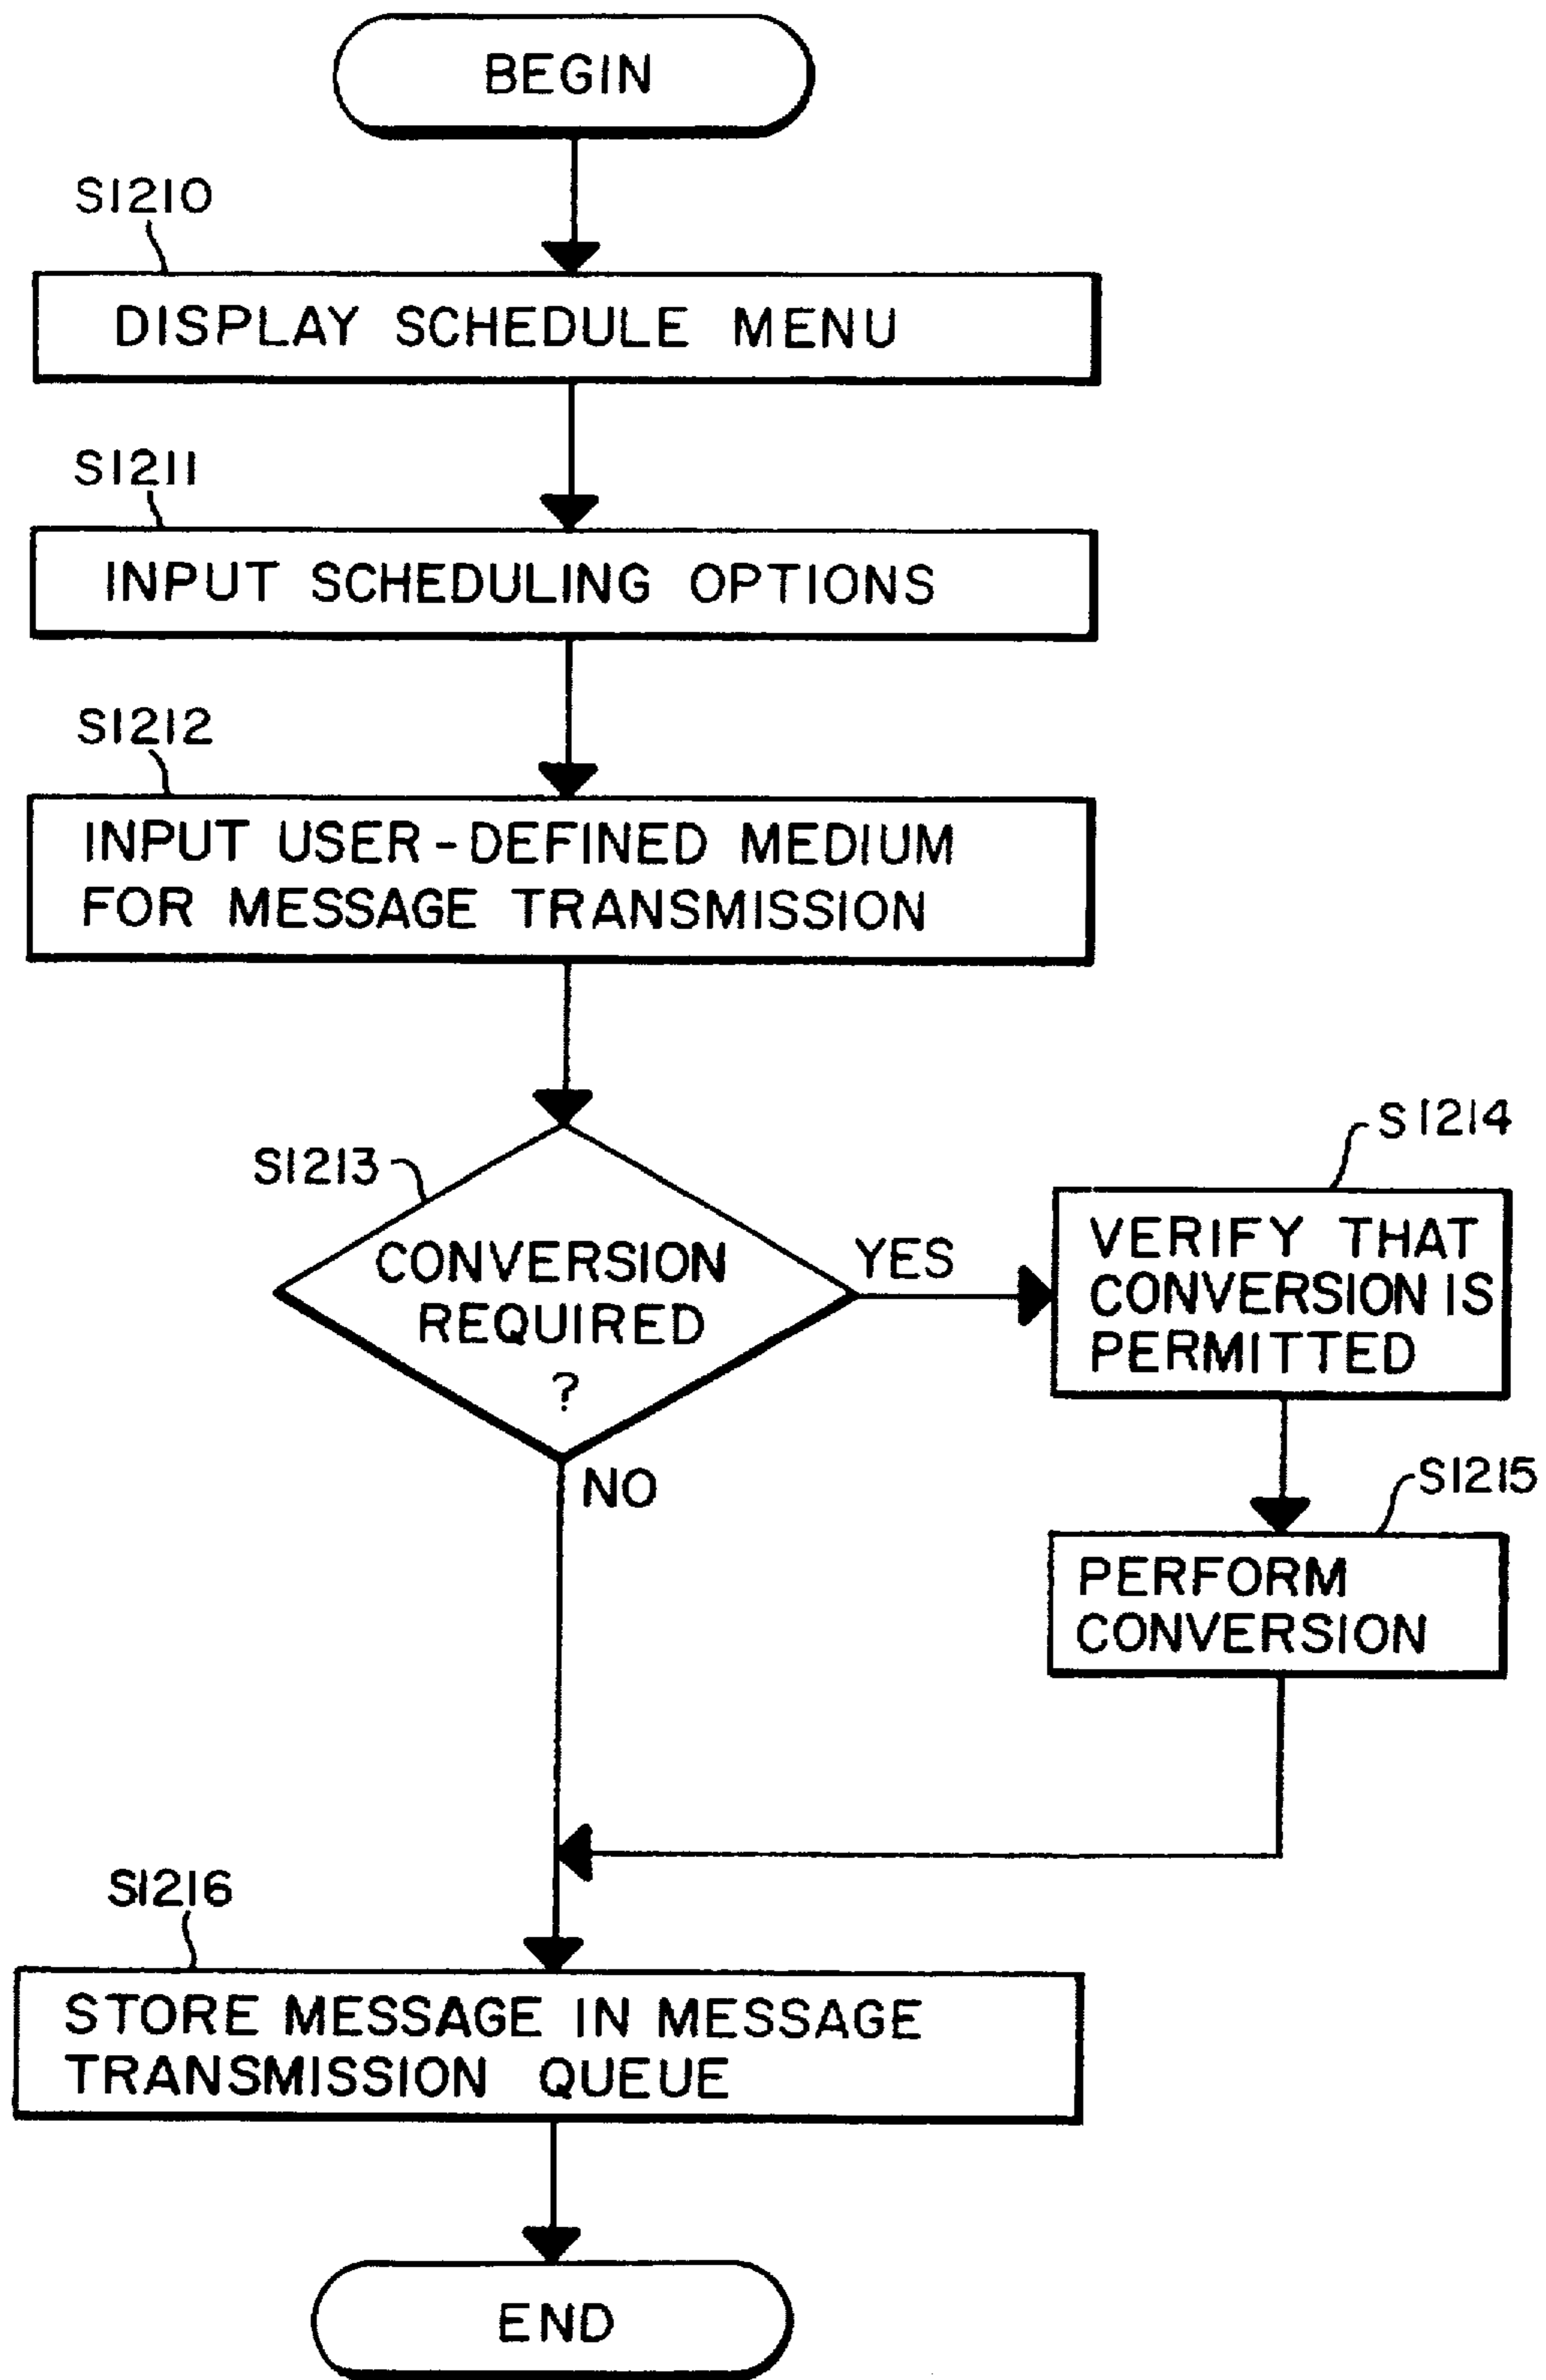 BEGIN
S1210
DISPLAY SCHEDULE MENU
S1211
INPUT SCHEDULING OPTIONS
S1212
INPUT USER-DEFINED MEDIUM
FOR MESSAGE TRANSMISSION
S1213
CONVERSION
REQUIRED
?
YES
S1214
VERIFY THAT
CONVERSION IS
PERMITTED
NO
S1215
PERFORM
CONVERSION
S1216
STORE MESSAGE IN MESSAGE
TRANSMISSION QUEUE
END